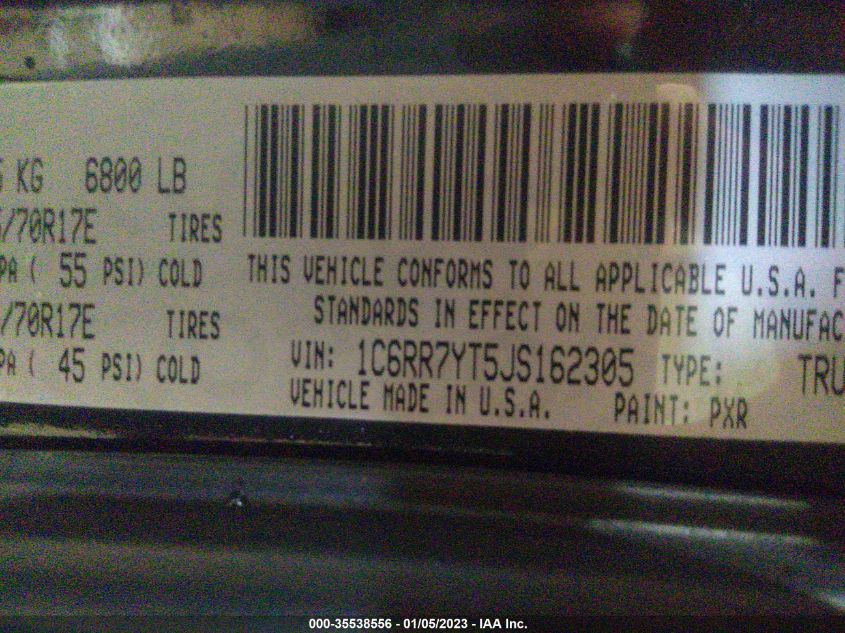 KG 6800 LB
/70R17E TIRES
PA ( 55 PSI) COLD
/70R17E TIRES
PA ( 45 PSI) COLD
THIS VEHICLE CONFORMS TO ALL APPLICABLE U.S.A. F
STANDARDS IN EFFECT ON THE DATE OF MANUFAC
VIN: 1C6RR7YT5JS162305 TYPE: TRU
VEHICLE MADE IN U.S.A. PAINT: PXR
000-35538556 - 01/05/2023 - IAA Inc.